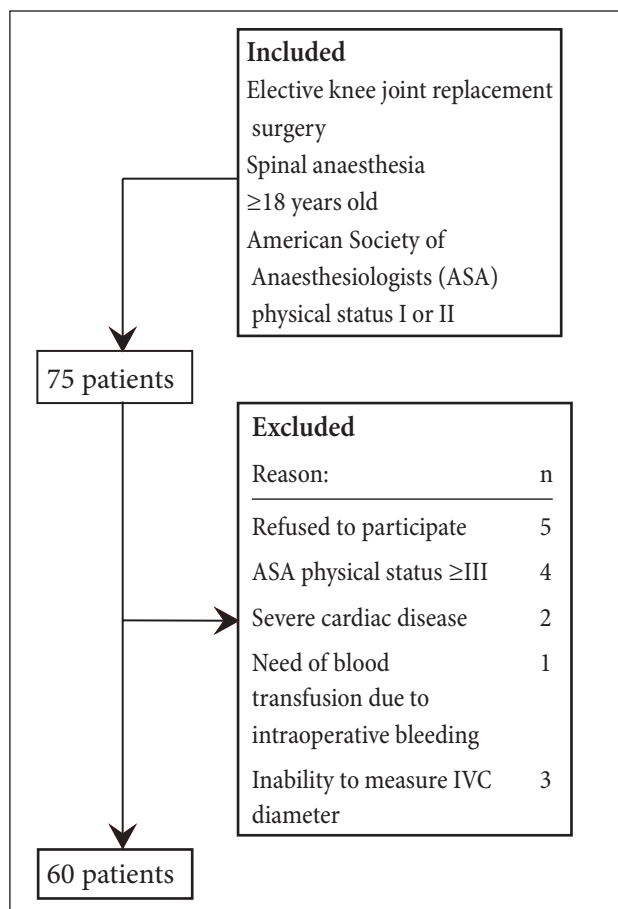 Included
Elective knee joint replacement
surgery
Spinal anaesthesia
≥18 years old
American Society of
Anaesthesiologists (ASA)
physical status I or II
75 patients
Excluded
Reason: n
Refused to participate 5
ASA physical status ≥III 4
Severe cardiac disease 2
Need of blood 1
transfusion due to
intraoperative bleeding
Inability to measure IVC 3
diameter
60 patients